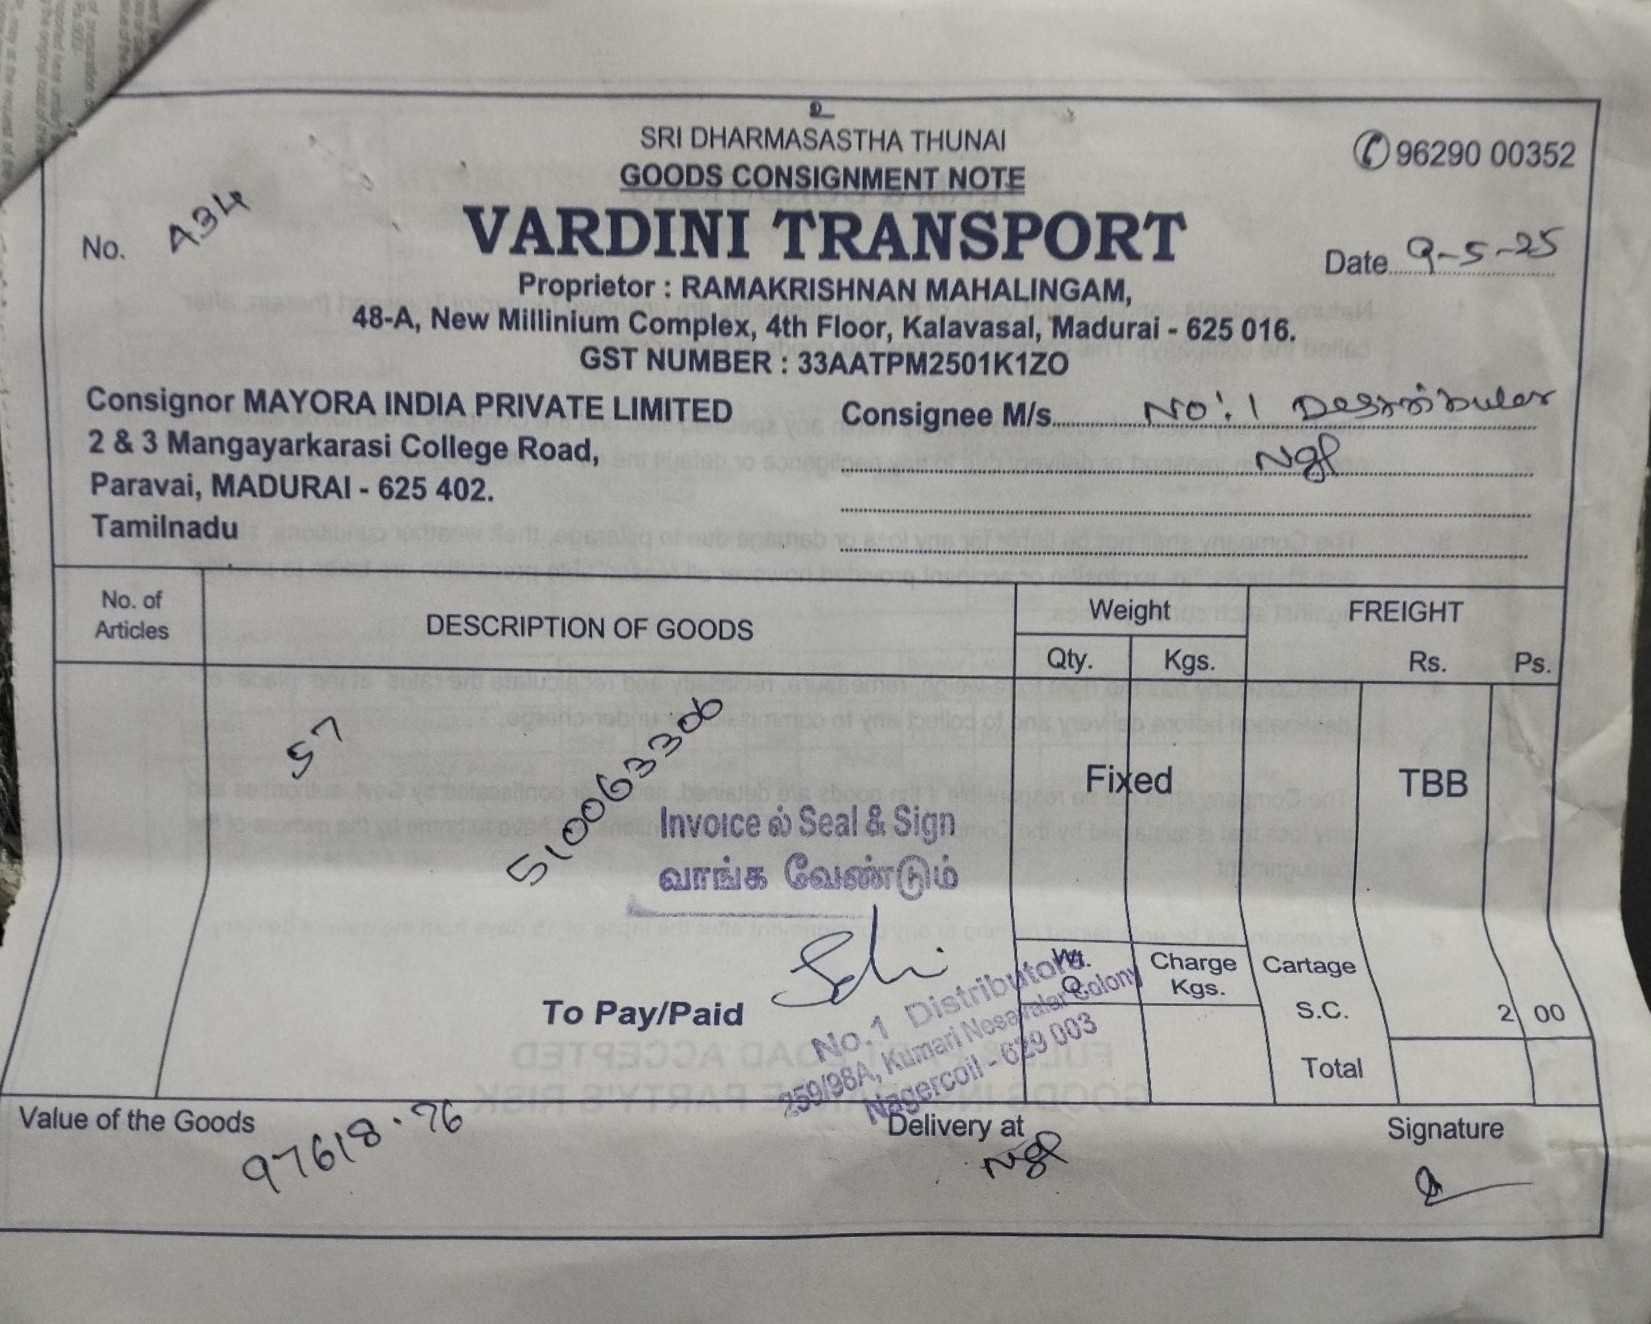 உ
SRI DHARMASASTHA THUNAI
96290 00352
GOODS CONSIGNMENT NOTE
No. A34
VARDINI TRANSPORT
Date 9-5-25
Proprietor : RAMAKRISHNAN MAHALINGAM,
48-A, New Millinium Complex, 4th Floor, Kalavasal, Madurai - 625 016.
GST NUMBER : 33AATPM2501K1ZO
Consignor MAYORA INDIA PRIVATE LIMITED
2 & 3 Mangayarkarasi College Road,
Paravai, MADURAI - 625 402.
Tamilnadu
Consignee M/s. No: 1
Ngl
No. of Articles
DESCRIPTION OF GOODS
Weight
Qty. Kgs.
FREIGHT
Rs. Ps.
57
510063306
Fixed
TBB
Invoice ல் Seal & Sign
வாங்க வேண்டும்
To Pay/Paid
Wt.
Q.
Charge Kgs.
Cartage
S.C. 2 00
Total
No.1 Distributors
259/98A, Kumari Nesavalar Colony
Nagercoil - 629 003
Value of the Goods 97618.76
Delivery at Ngl
Signature